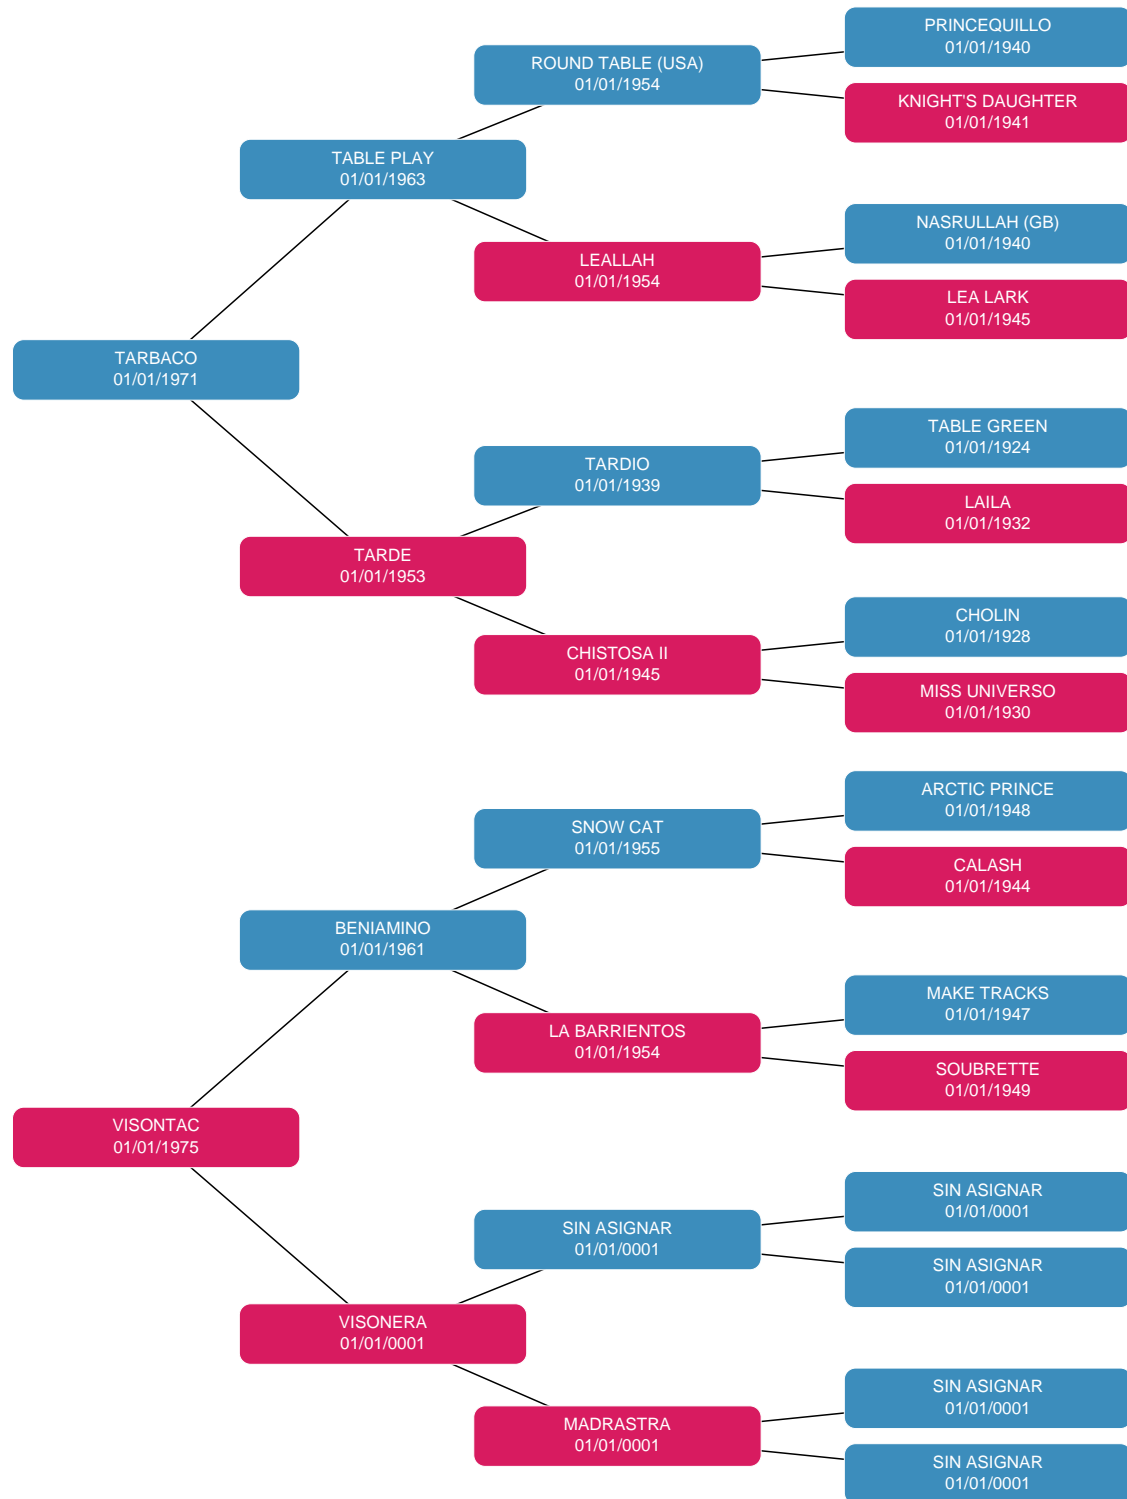 PRINCEQUILLO
01/01/1940
ROUND TABLE (USA)
01/01/1954
KNIGHT'S DAUGHTER
01/01/1941
TABLE PLAY
01/01/1963
NASRULLAH (GB)
01/01/1940
LEALLAH
01/01/1954
LEA LARK
01/01/1945
TARBACO
01/01/1971
TABLE GREEN
01/01/1924
TARDIO
01/01/1939
LAILA
01/01/1932
TARDE
01/01/1953
CHOLIN
01/01/1928
CHISTOSA II
01/01/1945
MISS UNIVERSO
01/01/1930
ARCTIC PRINCE
01/01/1948
SNOW CAT
01/01/1955
CALASH
01/01/1944
BENIAMINO
01/01/1961
MAKE TRACKS
01/01/1947
LA BARRIENTOS
01/01/1954
SOUBRETTE
01/01/1949
VISONTAC
01/01/1975
SIN ASIGNAR
01/01/0001
SIN ASIGNAR
01/01/0001
SIN ASIGNAR
01/01/0001
VISONERA
01/01/0001
SIN ASIGNAR
01/01/0001
MADRASTRA
01/01/0001
SIN ASIGNAR
01/01/0001